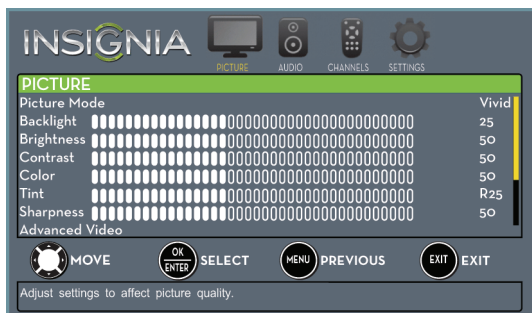 INSIGNIA
PICTURE AUDIO CHANNELS SETTINGS
PICTURE
Picture Mode Vivid
Backlight 25
Brightness 50
Contrast 50
Color 50
Tint R25
Sharpness 50
Advanced Video
MOVE OK ENTER SELECT MENU PREVIOUS EXIT EXIT
Adjust settings to affect picture quality.